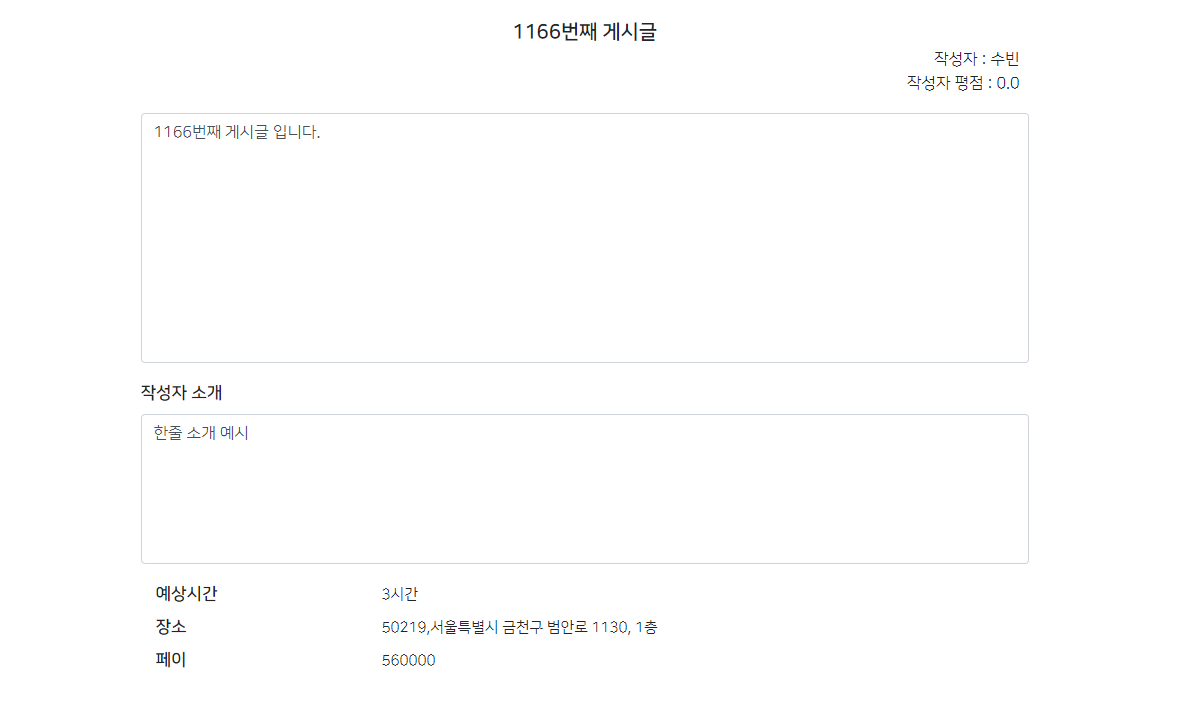 1166번째 게시글
작성자 : 수빈
작성자 평점 : 0.0
1166번째 게시글 입니다.
작성자 소개
한줄 소개 예시
예상시간 3시간
장소 50219,서울특별시 금천구 범안로 1130, 1층
페이 560000